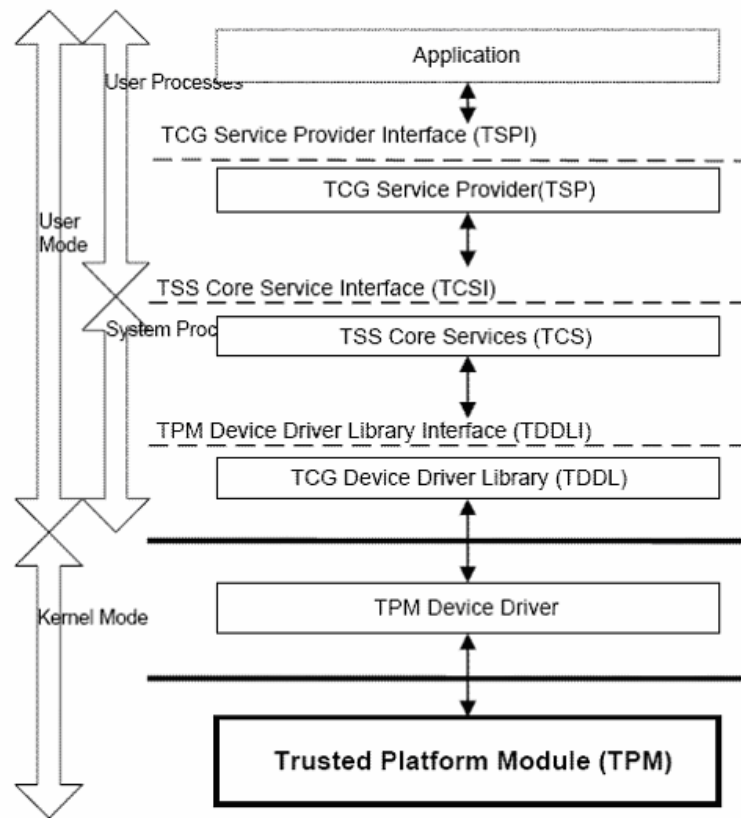 Application
User Processes
TCG Service Provider Interface (TSPI)
TCG Service Provider(TSP)
User
Mode
TSS Core Service Interface (TCSI)
System Proc
TSS Core Services (TCS)
TPM Device Driver Library Interface (TDDLI)
TCG Device Driver Library (TDDL)
TPM Device Driver
Kernel Mode
Trusted Platform Module (TPM)